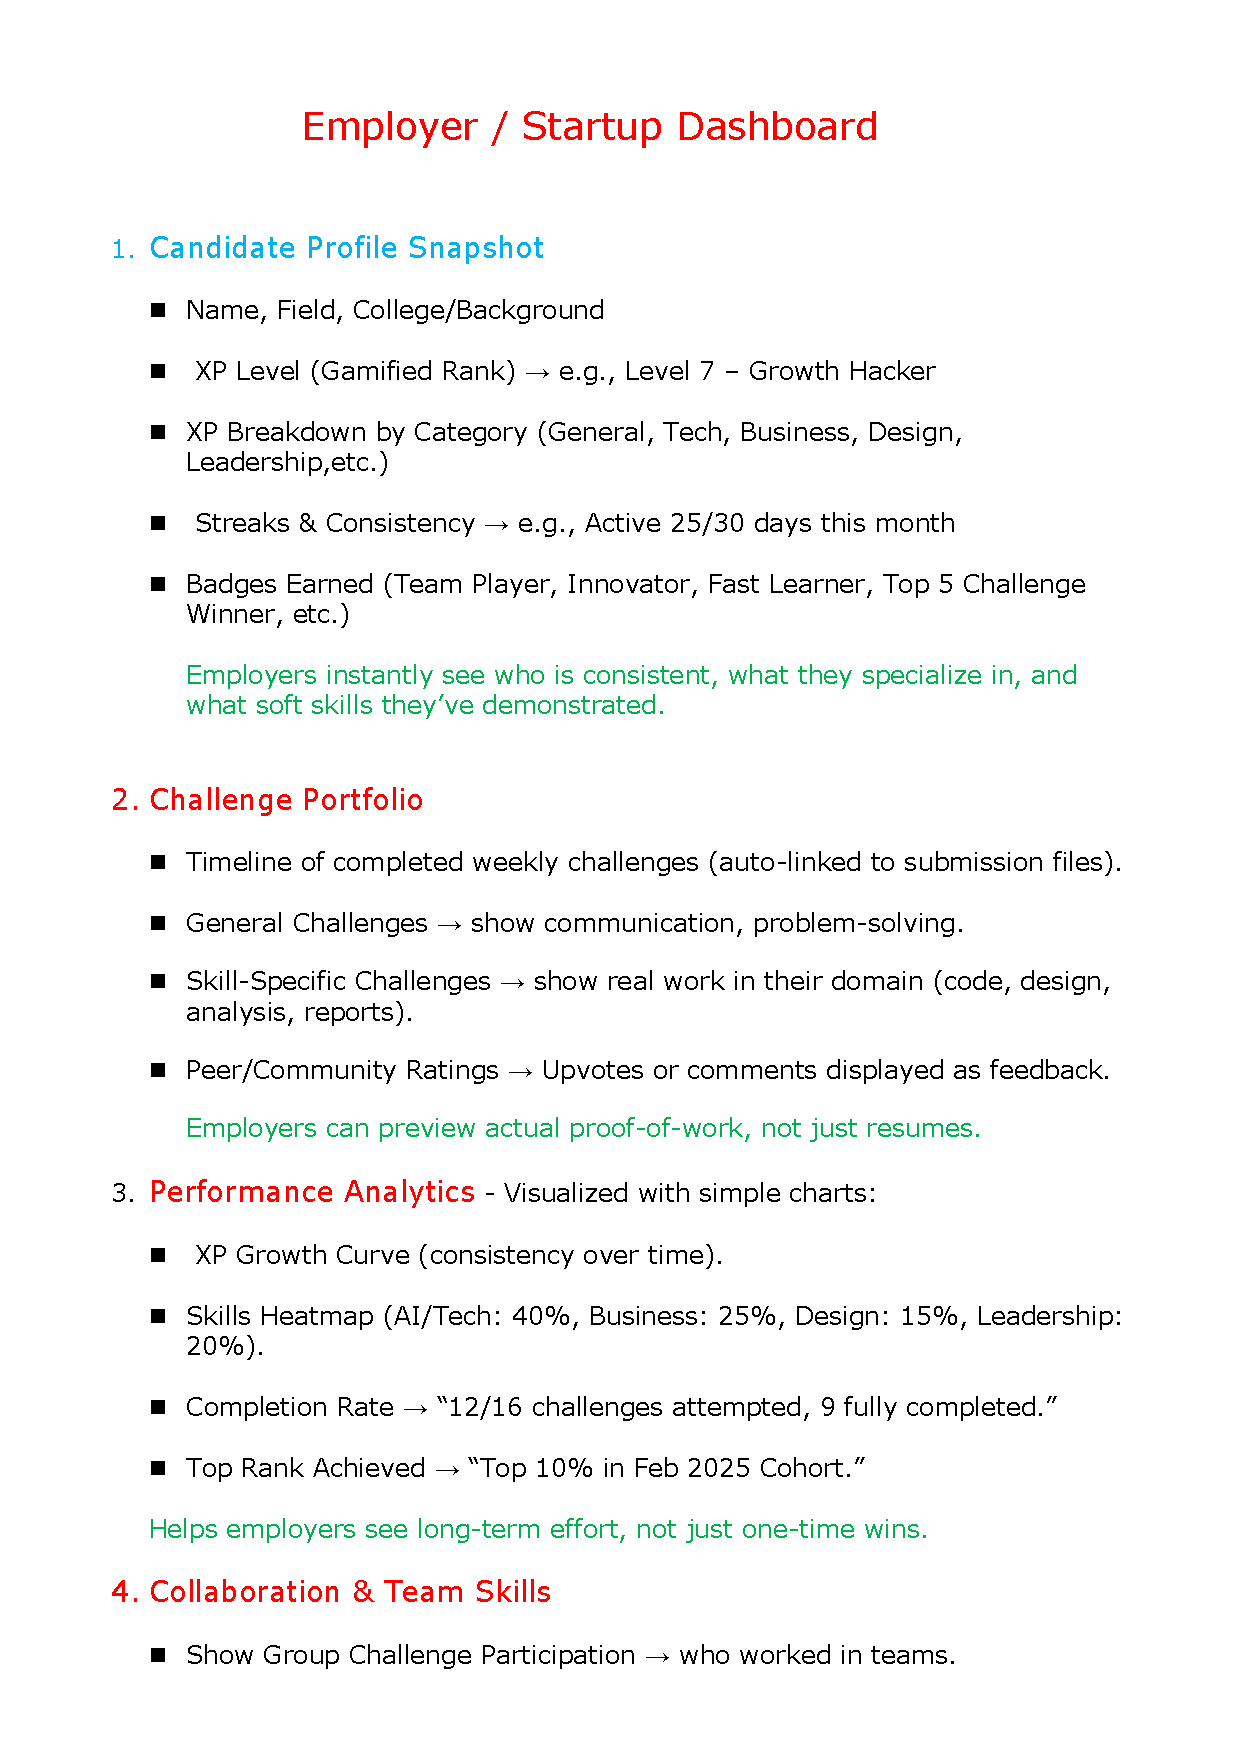 Employer / Startup Dashboard
1. Candidate Profile Snapshot
■ Name, Field, College/Background
■ XP Level (Gamified Rank) → e.g., Level 7 – Growth Hacker
■ XP Breakdown by Category (General, Tech, Business, Design,
Leadership,etc.)
■ Streaks & Consistency → e.g., Active 25/30 days this month
■ Badges Earned (Team Player, Innovator, Fast Learner, Top 5 Challenge
Winner, etc.)
Employers instantly see who is consistent, what they specialize in, and
what soft skills they’ve demonstrated.
2. Challenge Portfolio
■ Timeline of completed weekly challenges (auto-linked to submission files).
■ General Challenges → show communication, problem-solving.
■ Skill-Specific Challenges → show real work in their domain (code, design,
analysis, reports).
■ Peer/Community Ratings → Upvotes or comments displayed as feedback.
Employers can preview actual proof-of-work, not just resumes.
3. Performance Analytics - Visualized with simple charts:
■ XP Growth Curve (consistency over time).
■ Skills Heatmap (AI/Tech: 40%, Business: 25%, Design: 15%, Leadership:
20%).
■ Completion Rate → “12/16 challenges attempted, 9 fully completed.”
■ Top Rank Achieved → “Top 10% in Feb 2025 Cohort.”
Helps employers see long-term effort, not just one-time wins.
4. Collaboration & Team Skills
■ Show Group Challenge Participation → who worked in teams.